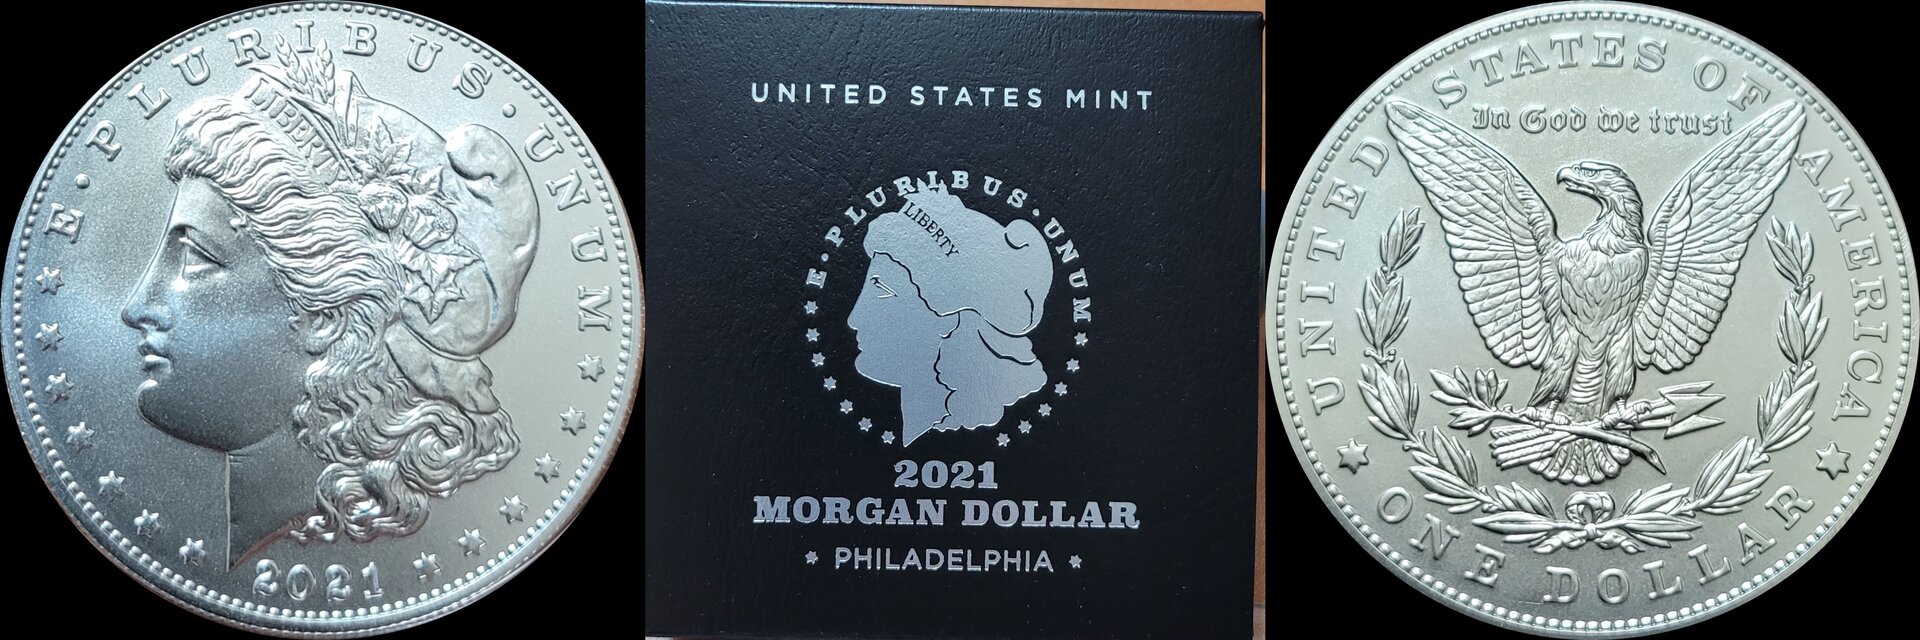 E · PLURIBUS · UNUM
LIBERTY
2021
UNITED STATES MINT
E · PLURIBUS · UNUM
LIBERTY
2021
MORGAN DOLLAR
* PHILADELPHIA *
UNITED STATES OF AMERICA
In God we trust
ONE DOLLAR